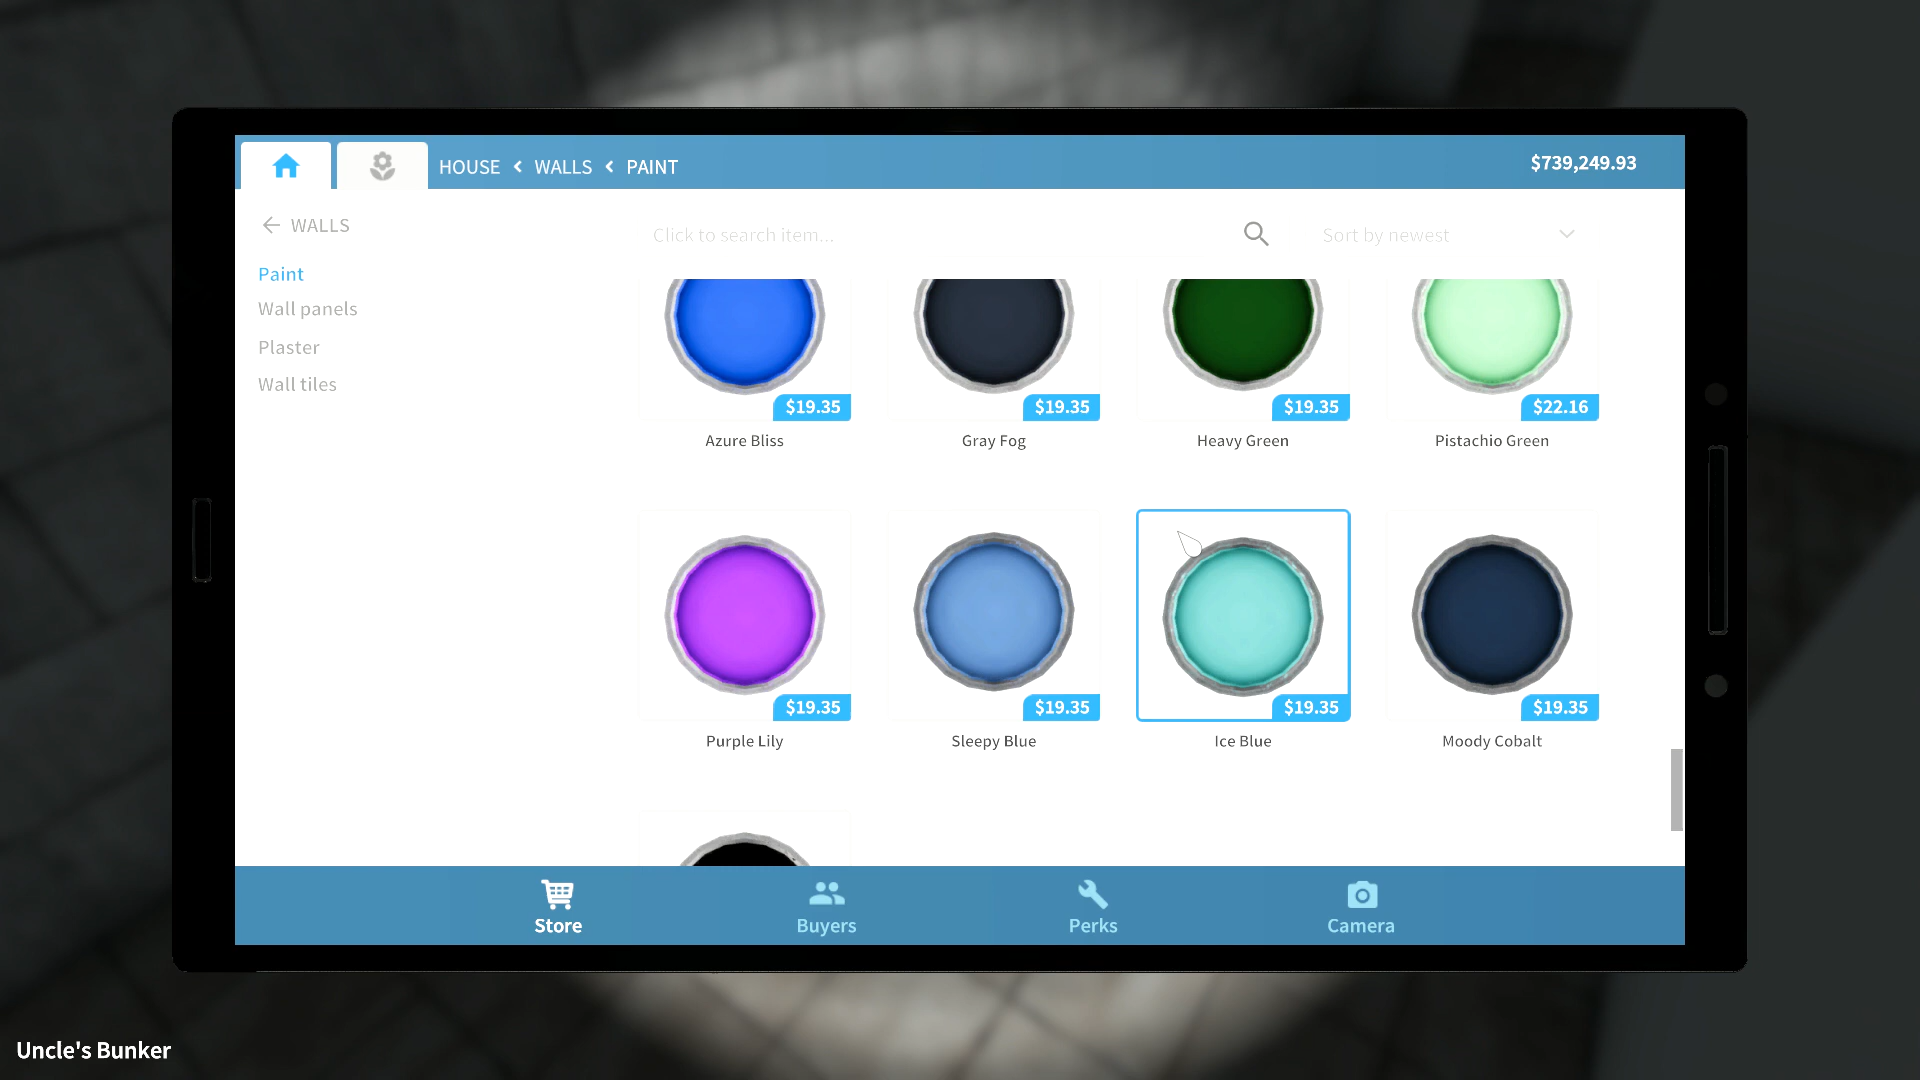 HOUSE < WALLS < PAINT
$739,249.93
WALLS
Click to search item...
Sort by newest
Paint
Wall panels
Plaster
Wall tiles
$19.35
$19.35
$19.35
$22.16
Azure Bliss
Gray Fog
Heavy Green
Pistachio Green
$19.35
$19.35
$19.35
$19.35
Purple Lily
Sleepy Blue
Ice Blue
Moody Cobalt
Store
Buyers
Perks
Camera
Uncle's Bunker